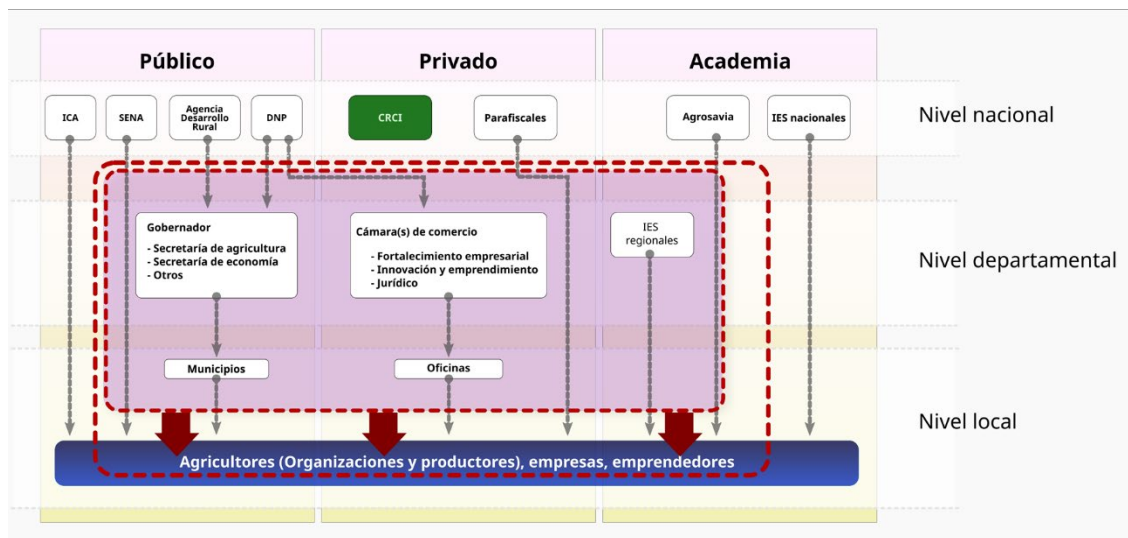 Público
Privado
Academia
ICA
SENA
Agencia
Desarrollo
Rural
DNP
CRCI
Parafiscales
Agrosavia
IES nacionales
Nivel nacional
Gobernador
- Secretaría de agricultura
- Secretaría de economía
- Otros
Cámara(s) de comercio
- Fortalecimiento empresarial
- Innovación y emprendimiento
- Jurídico
IES
regionales
Nivel departamental
Municipios
Oficinas
Nivel local
Agricultores (Organizaciones y productores), empresas, emprendedores